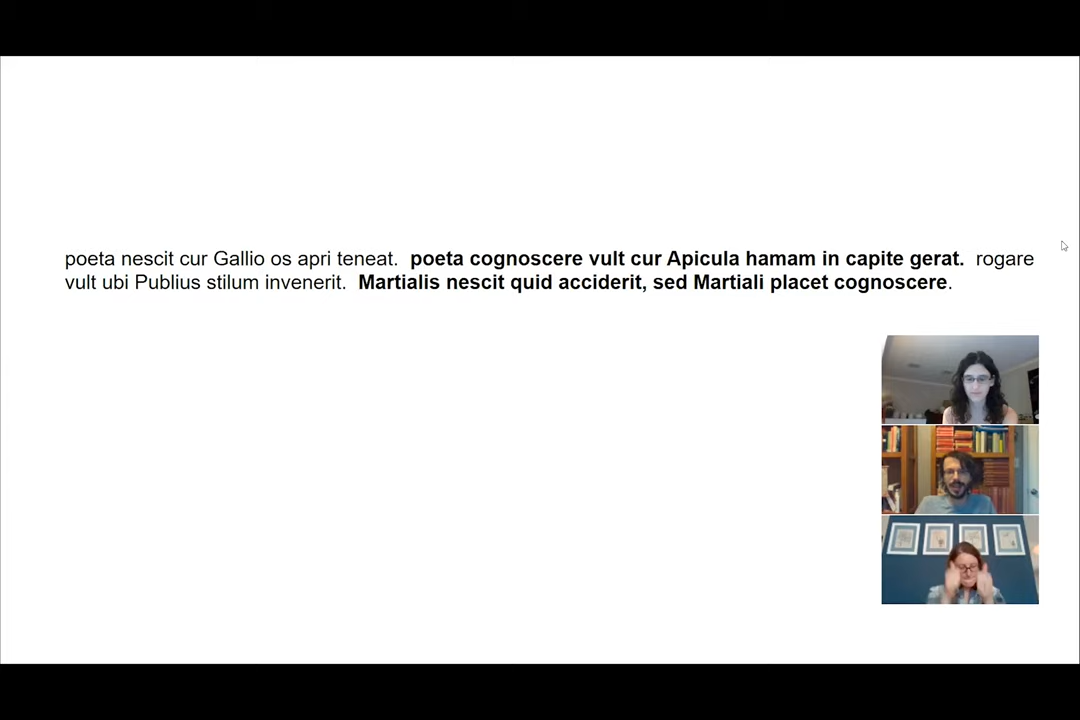 poeta nescit cur Gallio os apri teneat. poeta cognoscere vult cur Apicula hamam in capite gerat. rogare
vult ubi Publius stilum invenerit. Martialis nescit quid acciderit, sed Martiali placet cognoscere.